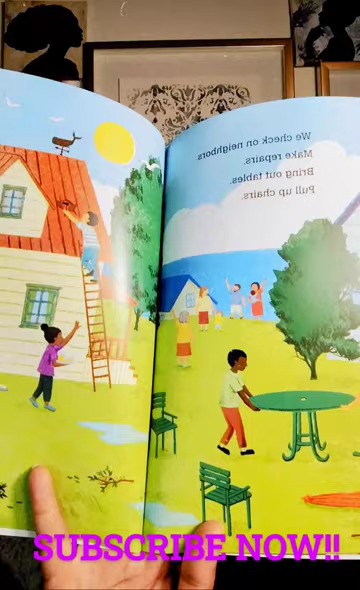 We check on neighbors
Make repairs.
Bring out tables.
Pull up chairs.
SUBSCRIBE NOW!!